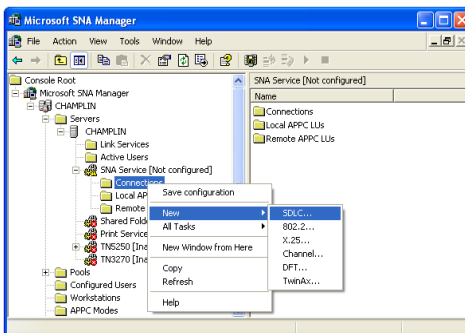 Microsoft SNA Manager
File Action View Tools Window Help
Console Root
Microsoft SNA Manager
CHAMPLIN
Servers
CHAMPLIN
Link Services
Active Users
SNA Service [Not configured]
Connections
Local AP
Remote
Shared Folde
Print Service
TN5250 [Ina
TN3270 [Ina
Pools
Configured Users
Workstations
APPC Modes
SNA Service [Not configured]
Name
Connections
Local APPC LUs
Remote APPC LUs
Save configuration
New
All Tasks
New Window from Here
Copy
Refresh
Help
SDLC...
802.2...
X.25...
Channel...
DFT...
TwinAx...